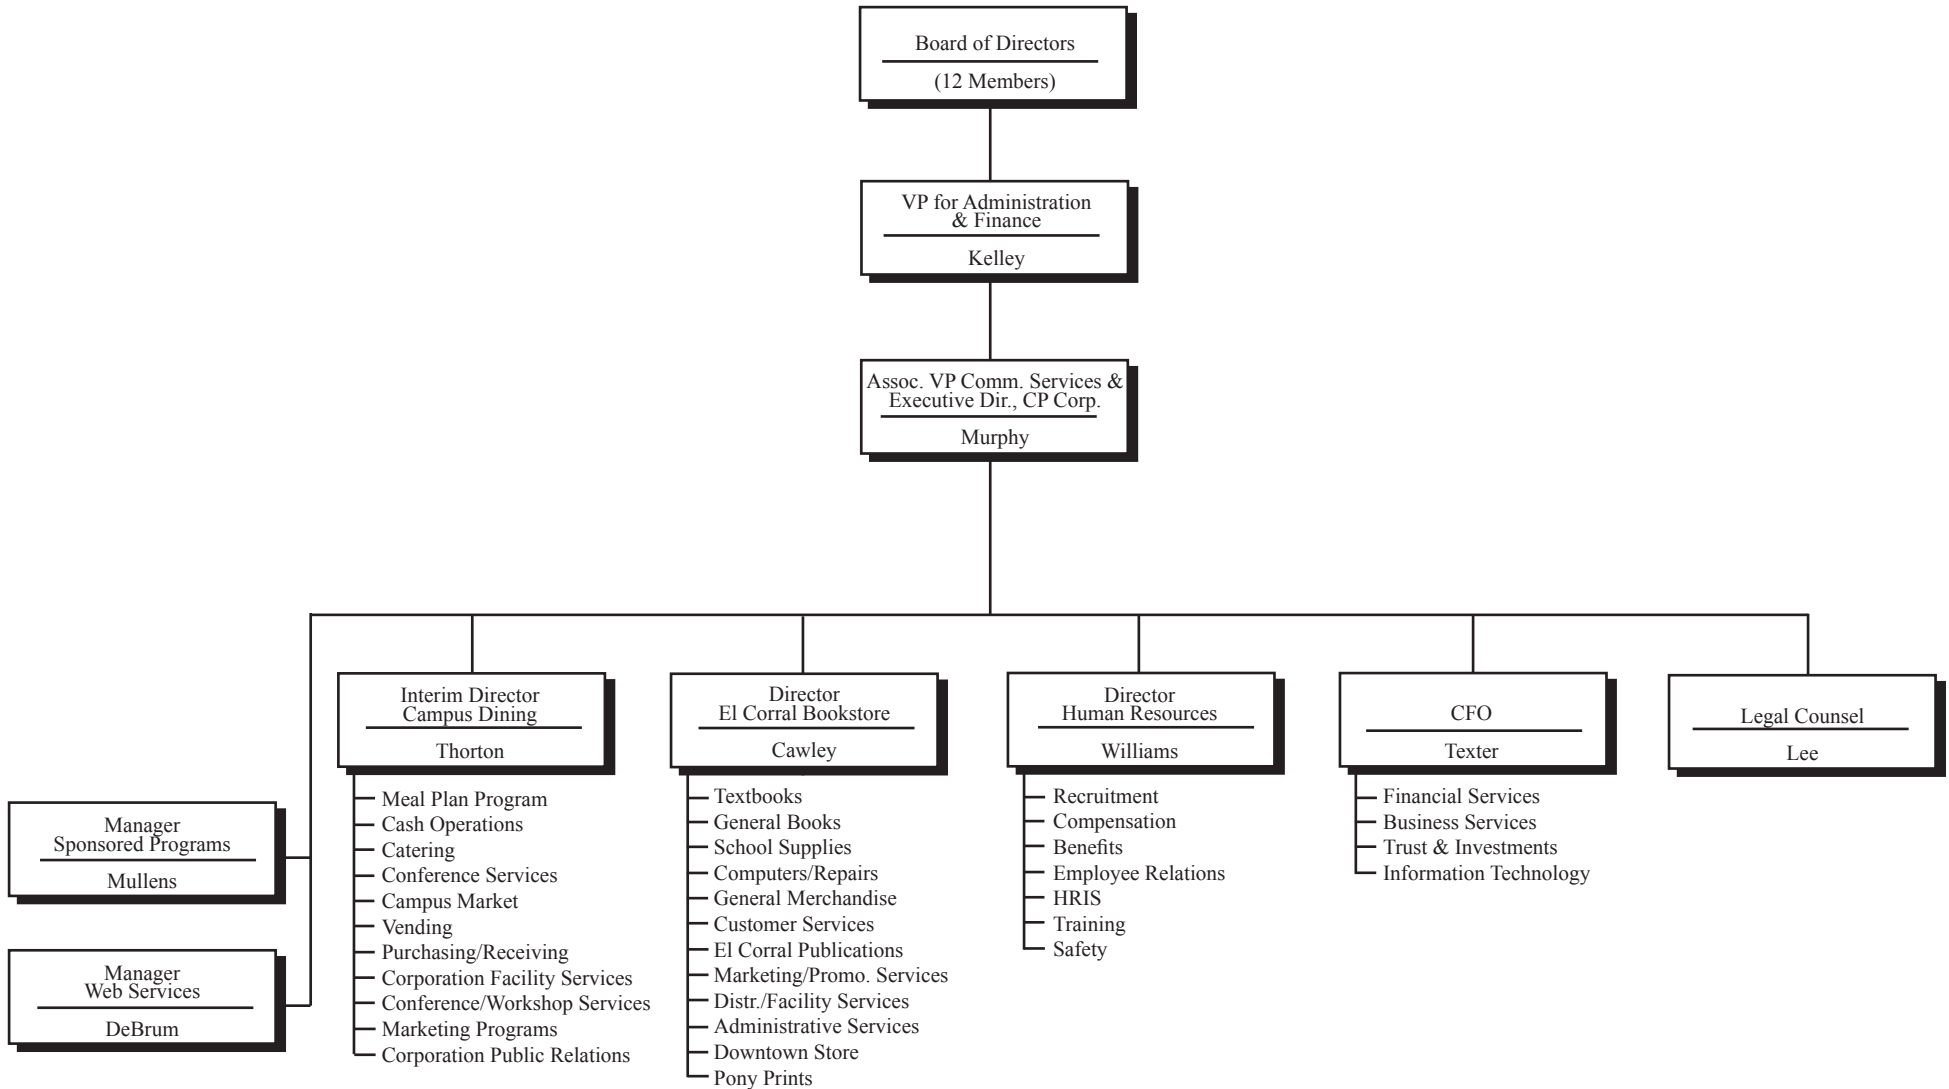 Board of Directors
(12 Members)
VP for Administration
& Finance
Kelley
Assoc. VP Comm. Services &
Executive Dir., CP Corp.
Murphy
Interim Director
Campus Dining
Thorton
Meal Plan Program
Cash Operations
Catering
Conference Services
Campus Market
Vending
Purchasing/Receiving
Corporation Facility Services
Conference/Workshop Services
Marketing Programs
Corporation Public Relations
Director
El Corral Bookstore
Cawley
Textbooks
General Books
School Supplies
Computers/Repairs
General Merchandise
Customer Services
El Corral Publications
Marketing/Promo. Services
Distr./Facility Services
Administrative Services
Downtown Store
Pony Prints
Director
Human Resources
Williams
Recruitment
Compensation
Benefits
Employee Relations
HRIS
Training
Safety
CFO
Texter
Financial Services
Business Services
Trust & Investments
Information Technology
Legal Counsel
Lee
Manager
Sponsored Programs
Mullens
Manager
Web Services
DeBrum